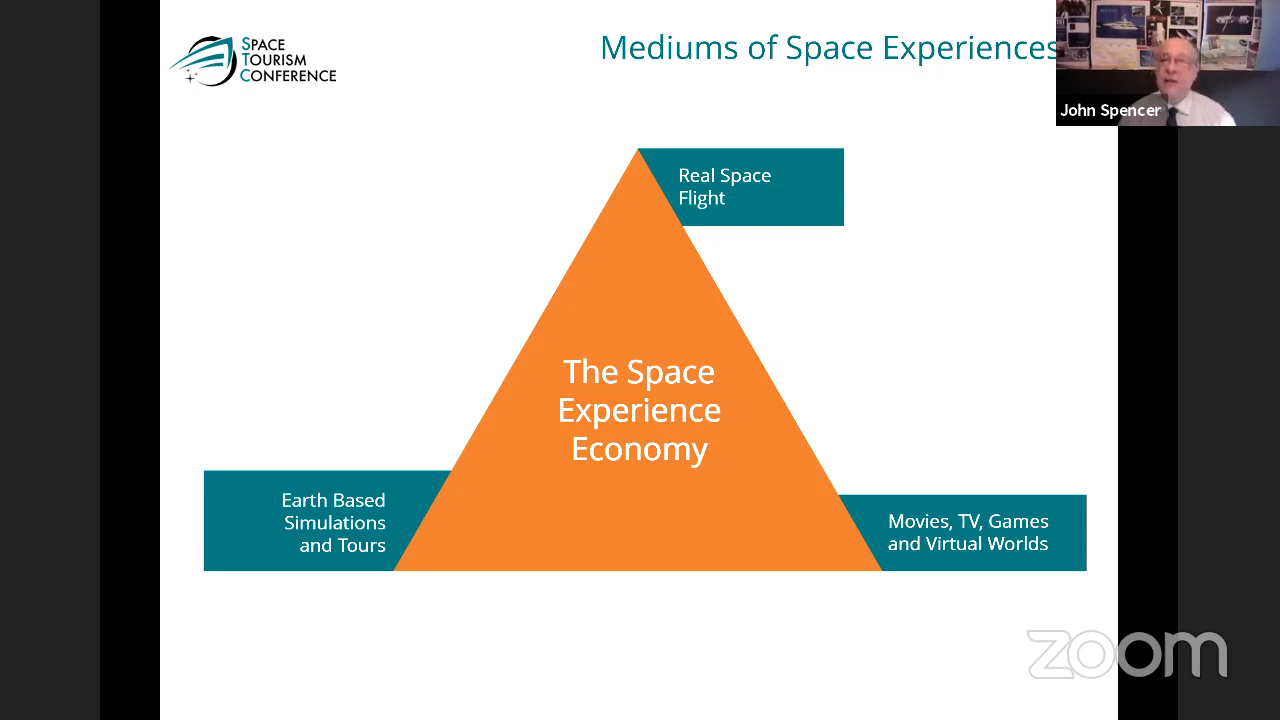 SPACE
TOURISM
CONFERENCE
Mediums of Space Experiences
John Spencer
Real Space
Flight
The Space
Experience
Economy
Earth Based
Simulations
and Tours
Movies, TV, Games
and Virtual Worlds
zoom